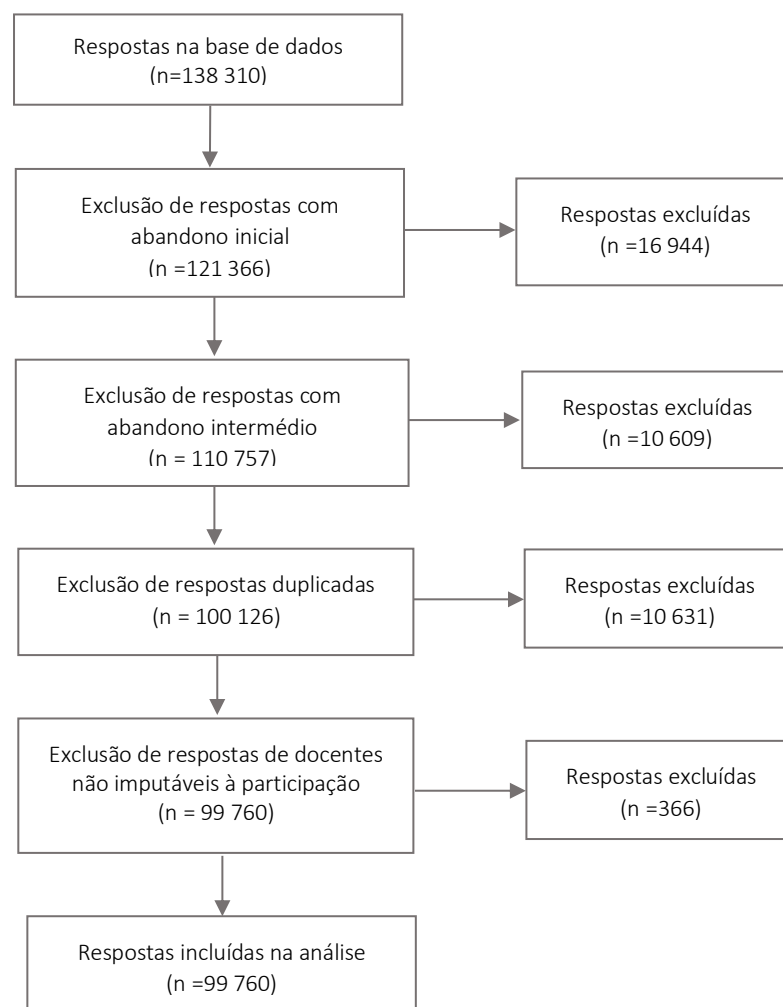 Respostas na base de dados
(n=138 310)
Exclusão de respostas com
abandono inicial
(n =121 366)
Respostas excluídas
(n =16 944)
Exclusão de respostas com
abandono intermédio
(n = 110 757)
Respostas excluídas
(n =10 609)
Exclusão de respostas duplicadas
(n = 100 126)
Respostas excluídas
(n =10 631)
Exclusão de respostas de docentes
não imputáveis à participação
(n = 99 760)
Respostas excluídas
(n =366)
Respostas incluídas na análise
(n =99 760)